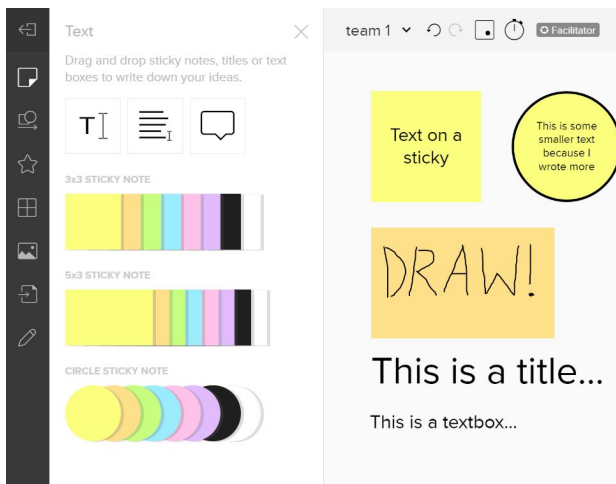 Text
Drag and drop sticky notes, titles or text
boxes to write down your ideas.
T
3x3 STICKY NOTE
5x3 STICKY NOTE
CIRCLE STICKY NOTE
team 1
Facilitator
Text on a
sticky
This is some
smaller text
because I
wrote more
DRAW!
This is a title...
This is a textbox...